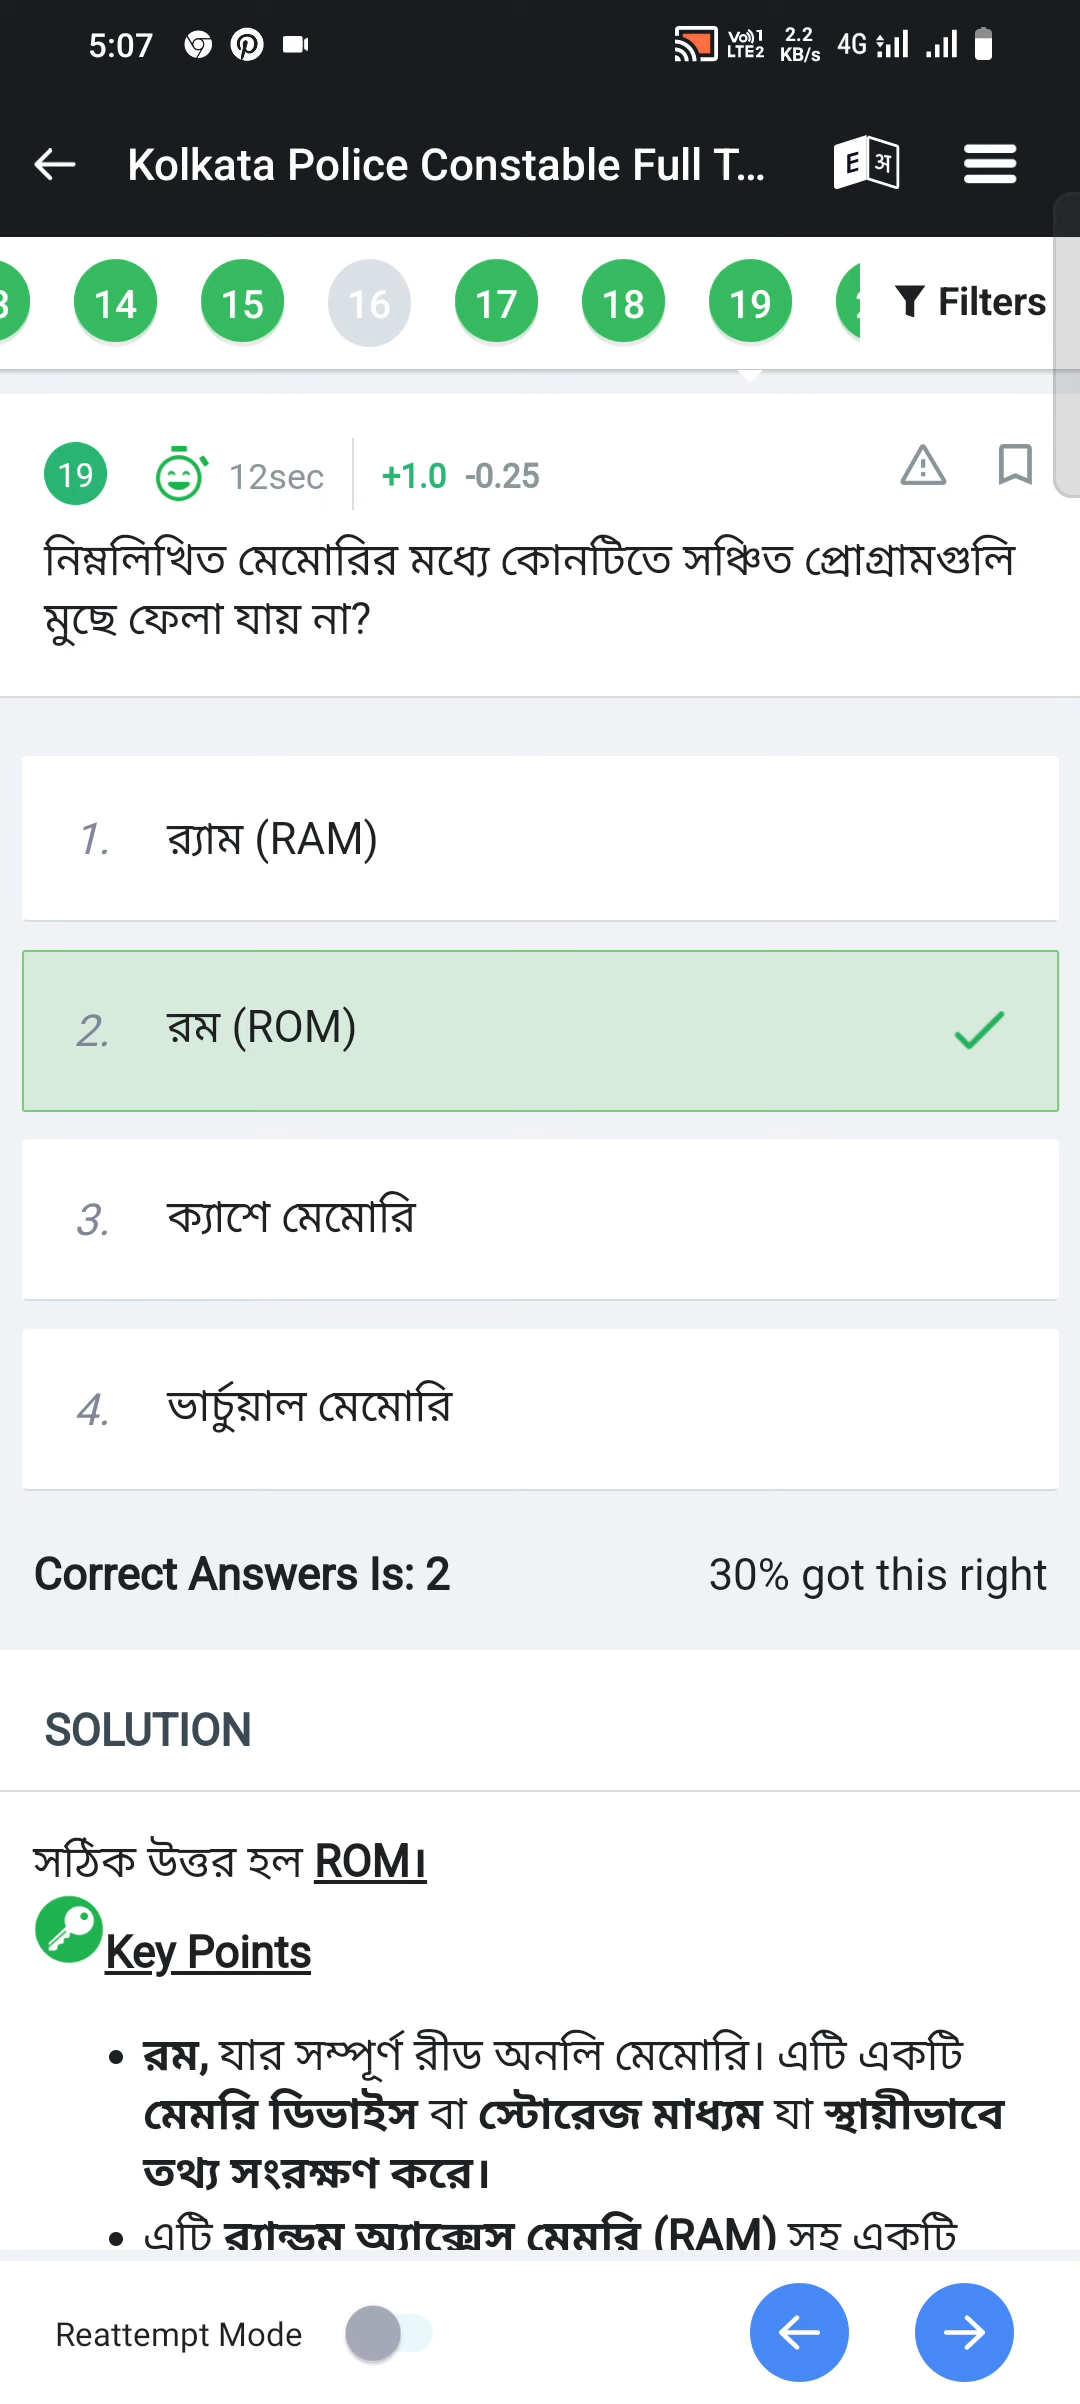 5:07 Vo))1 LTE2 2.2 KB/s 4G
Kolkata Police Constable Full T...
E अ
14 15 16 17 18 19 Filters
19 12sec +1.0 -0.25
নিম্নলিখিত মেমোরির মধ্যে কোনটিতে সঞ্চিত প্রোগ্রামগুলি
মুছে ফেলা যায় না?
1. র‍্যাম (RAM)
2. রম (ROM)
3. ক্যাশে মেমোরি
4. ভার্চুয়াল মেমোরি
Correct Answers Is: 2 30% got this right
SOLUTION
সঠিক উত্তর হল ROM।
Key Points
• রম, যার সম্পূর্ণ রীড অনলি মেমোরি। এটি একটি
মেমরি ডিভাইস বা স্টোরেজ মাধ্যম যা স্থায়ীভাবে
তথ্য সংরক্ষণ করে।
• এটি র‍্যান্ডম অ্যাক্সেস মেমরি (RAM) সহ একটি
Reattempt Mode